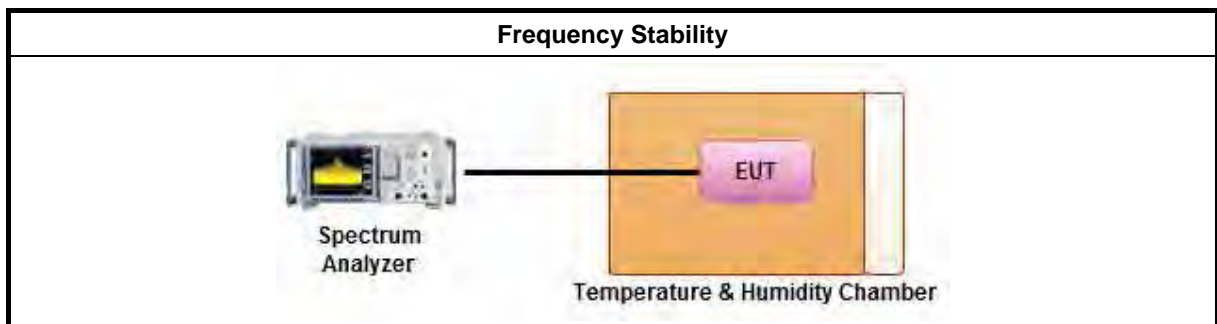 Frequency Stability
EUT
Spectrum
Analyzer
Temperature & Humidity Chamber